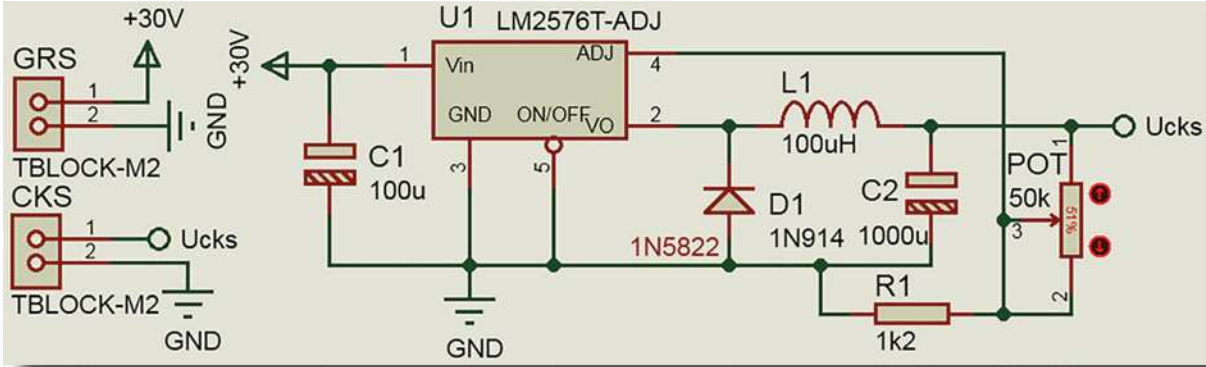 +30V
GRS
1
2
GND
TBLOCK-M2
CKS
1
Ucks
2
TBLOCK-M2
GND
+30V
U1
LM2576T-ADJ
1
Vin
ADJ
4
GND
ON/OFF
VO
2
3
5
C1
100u
GND
L1
100uH
D1
1N5822
1N914
C2
1000u
R1
1k2
Ucks
POT
1
50k
51%
3
2